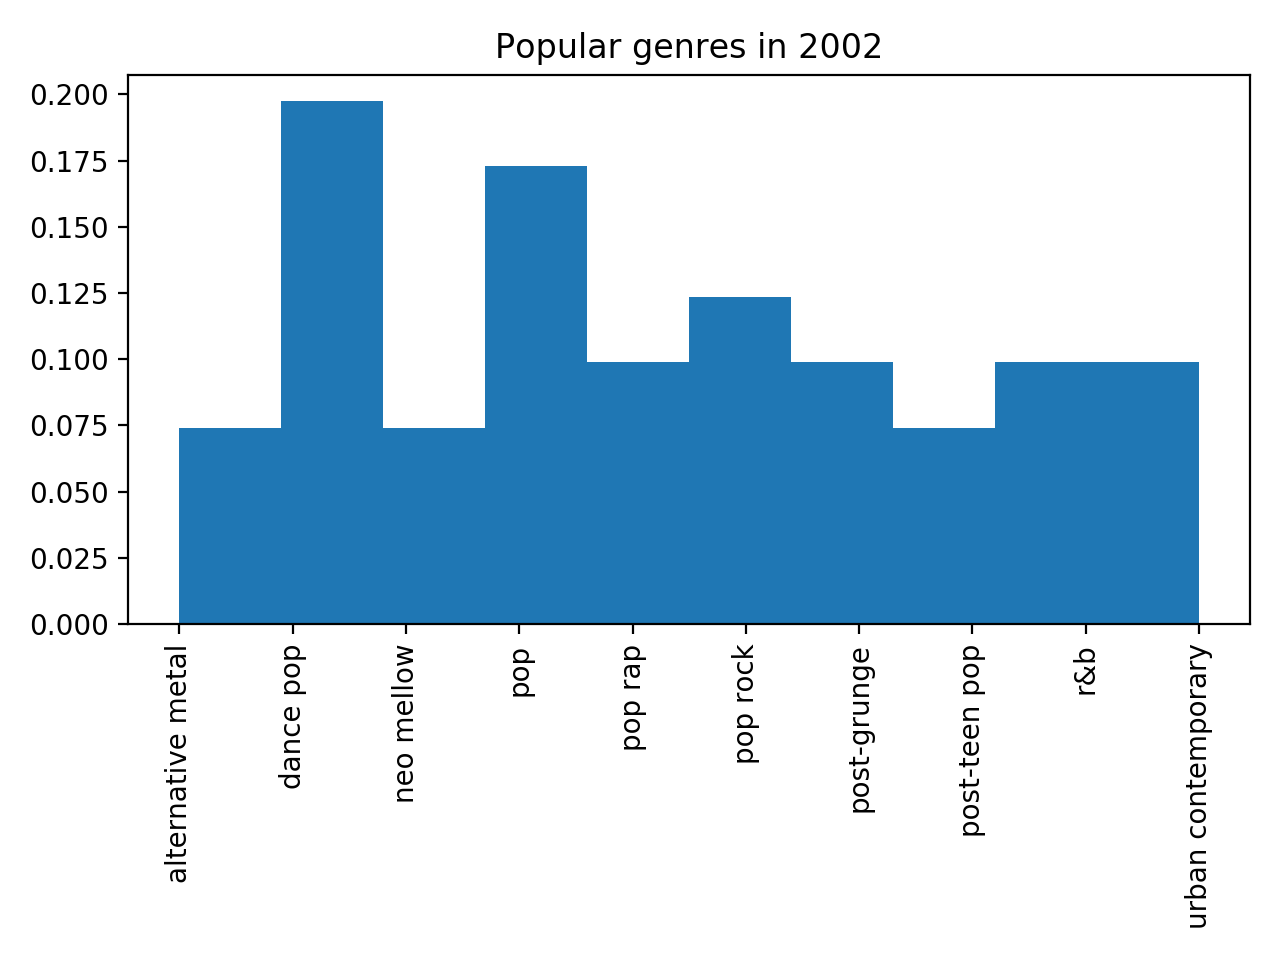 Popular genres in 2002
0.200
0.175
0.150
0.125
0.100
0.075
0.050
0.025
0.000
alternative metal
dance pop
neo mellow
pop
pop rap
pop rock
post-grunge
post-teen pop
r&b
urban contemporary